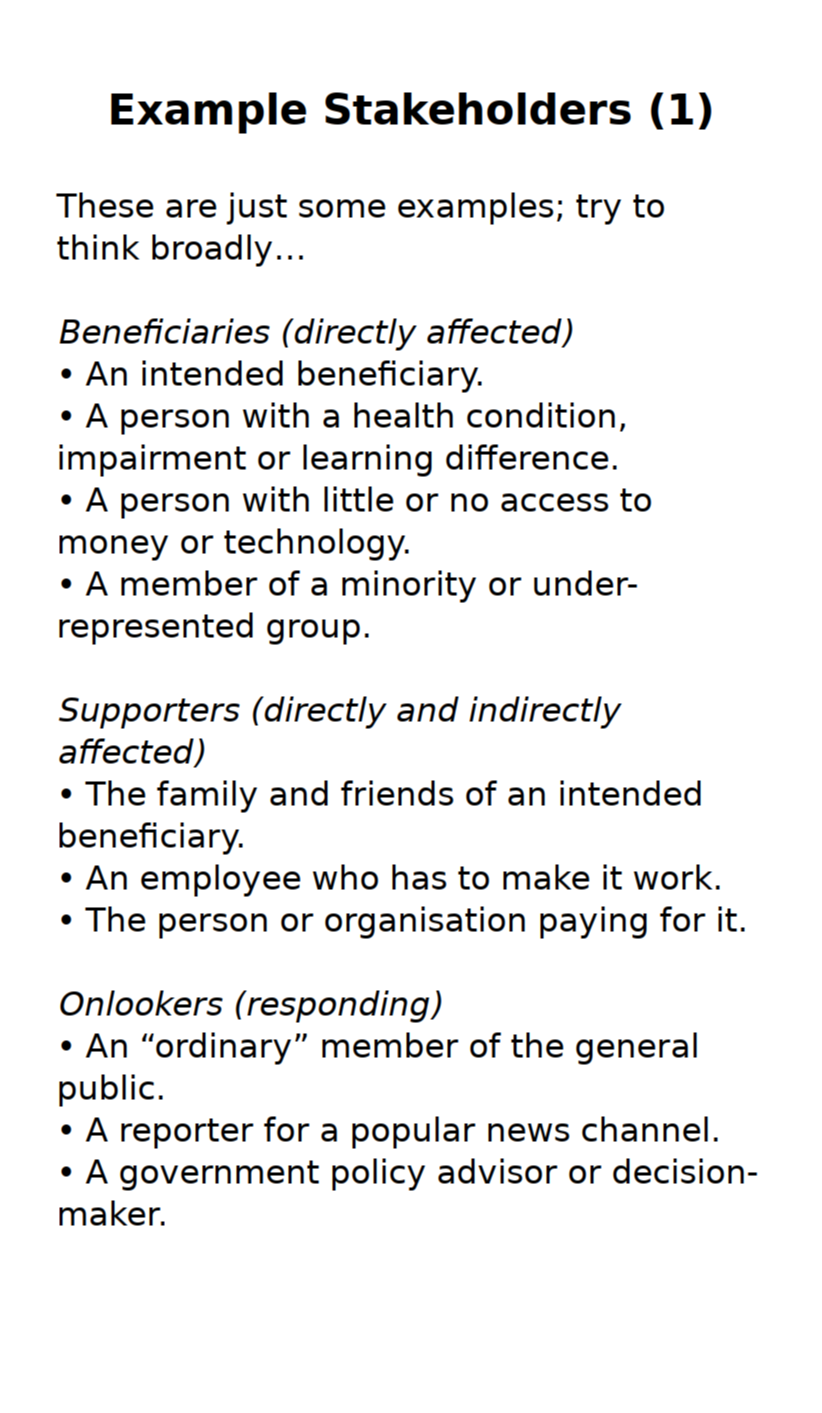 Example Stakeholders (1)
These are just some examples; try to
think broadly…
Beneficiaries (directly affected)
• An intended beneficiary.
• A person with a health condition,
impairment or learning difference.
• A person with little or no access to
money or technology.
• A member of a minority or under-
represented group.
Supporters (directly and indirectly
affected)
• The family and friends of an intended
beneficiary.
• An employee who has to make it work.
• The person or organisation paying for it.
Onlookers (responding)
• An “ordinary” member of the general
public.
• A reporter for a popular news channel.
• A government policy advisor or decision-
maker.